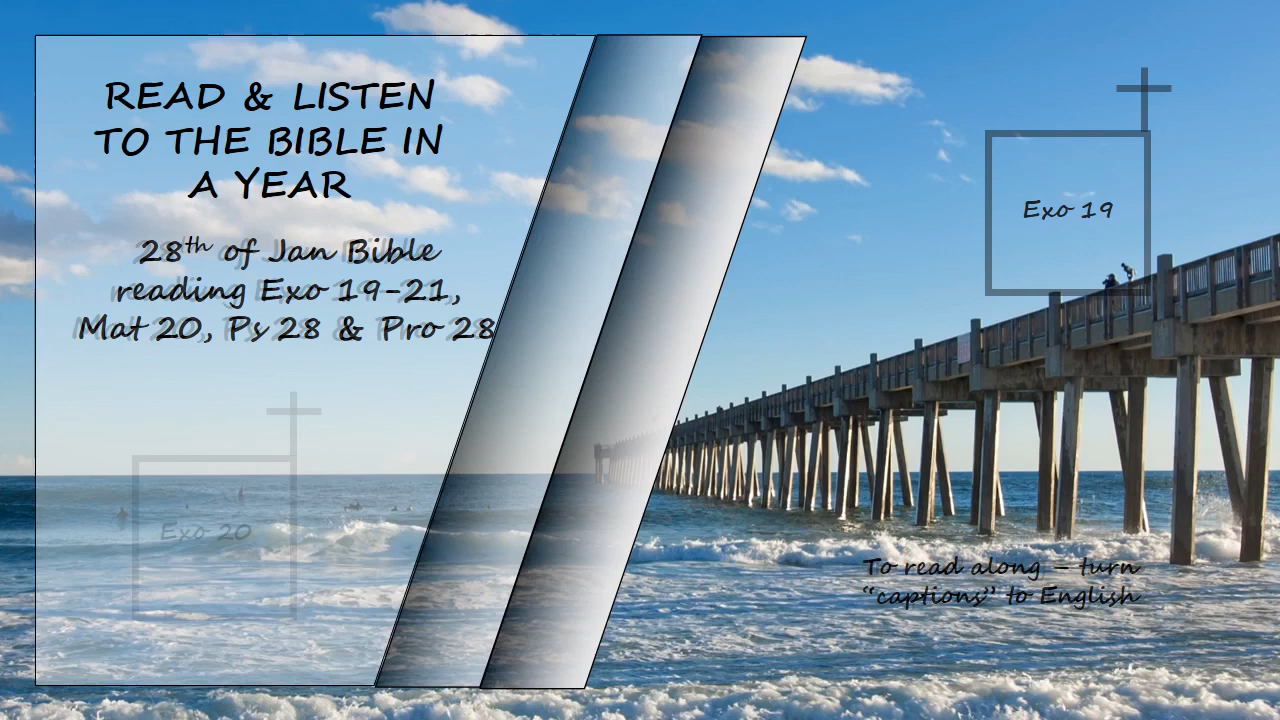 READ & LISTEN
TO THE BIBLE IN
A YEAR
28th of Jan Bible
reading Exo 19-21,
Mat 20, Ps 28 & Pro 28
Exo 19
Exo 20
To read along – turn
“captions” to English